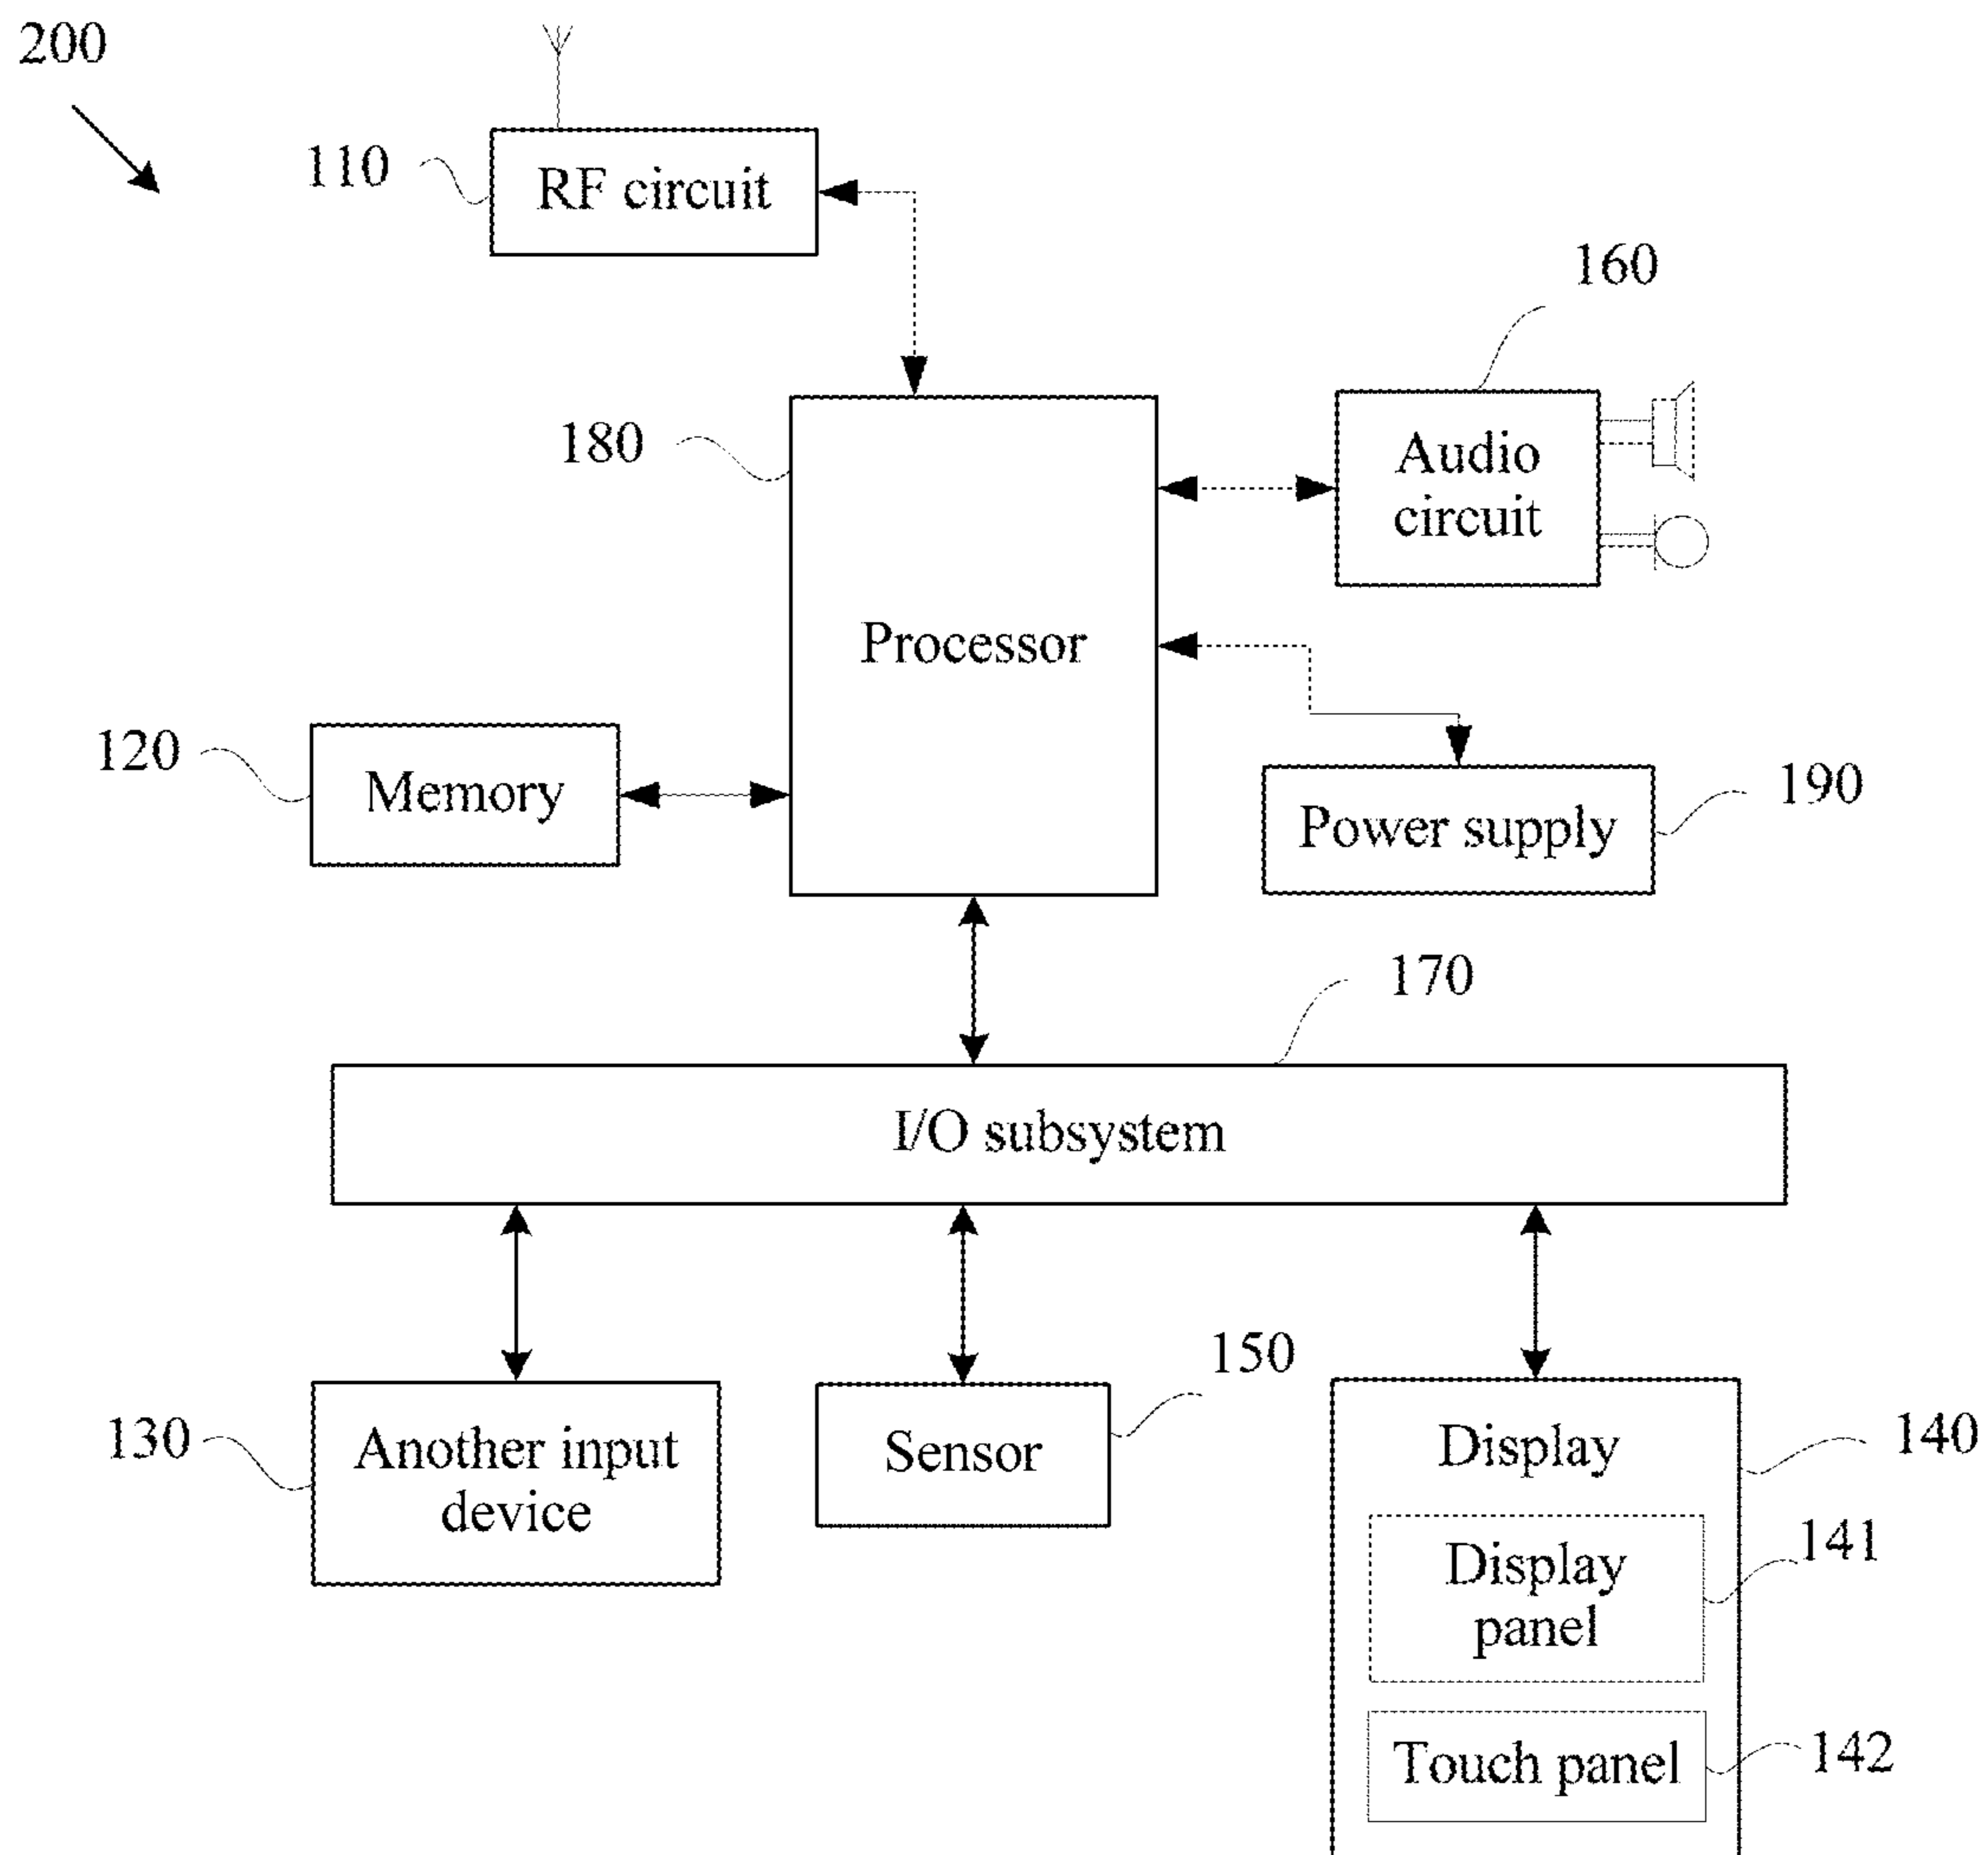 200
110
RF circuit
160
180
Audio
circuit
Processor
120
Memory
190
Power supply
170
I/O subsystem
150
130
Another input
device
Sensor
Display
140
Display
panel
141
Touch panel
142